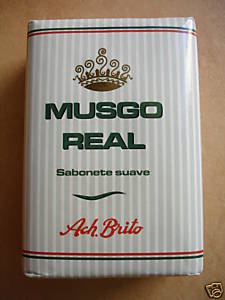 MUSGO
REAL
Sabonete suave
Ach. Brito